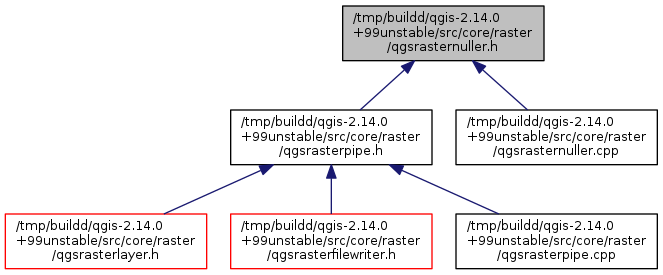 /tmp/buildd/qgis-2.14.0
+99unstable/src/core/raster
/qgsrasternuller.h
/tmp/buildd/qgis-2.14.0
+99unstable/src/core/raster
/qgsrasterpipe.h
/tmp/buildd/qgis-2.14.0
+99unstable/src/core/raster
/qgsrasternuller.cpp
/tmp/buildd/qgis-2.14.0
+99unstable/src/core/raster
/qgsrasterlayer.h
/tmp/buildd/qgis-2.14.0
+99unstable/src/core/raster
/qgsrasterfilewriter.h
/tmp/buildd/qgis-2.14.0
+99unstable/src/core/raster
/qgsrasterpipe.cpp